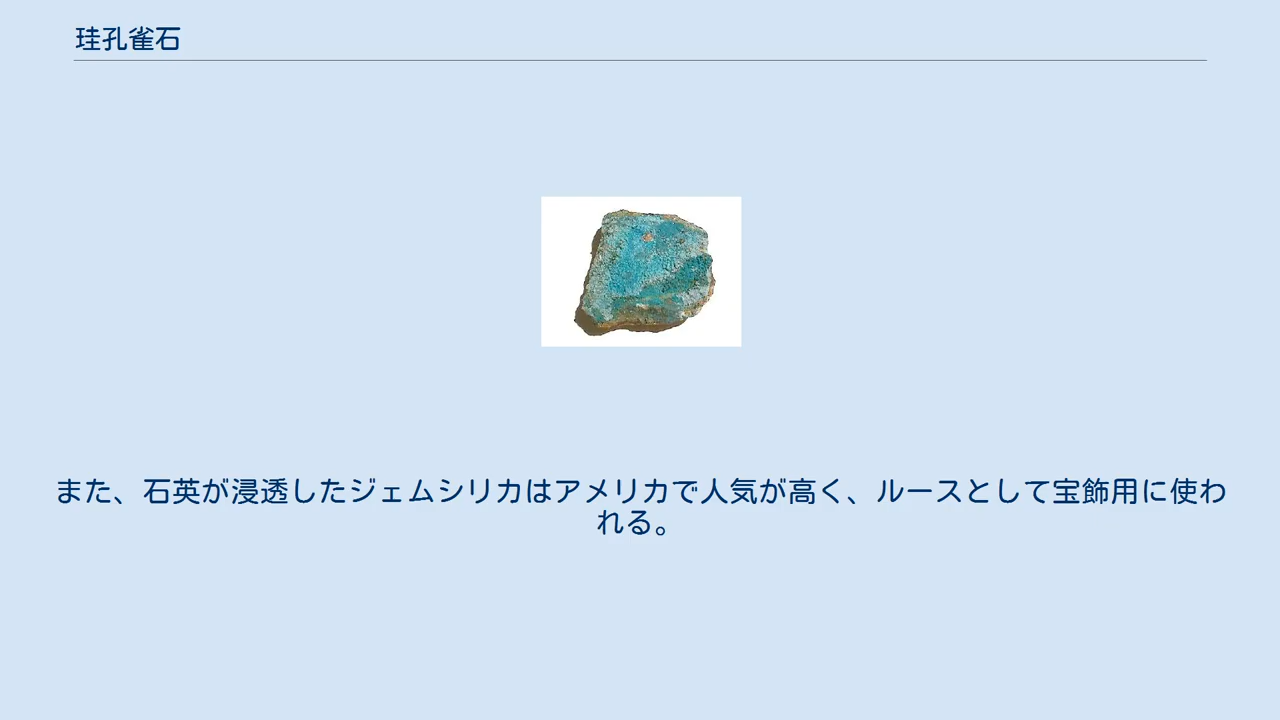 珪孔雀石
また、石英が浸透したジェムシリカはアメリカで人気が高く、ルースとして宝飾用に使わ
れる。